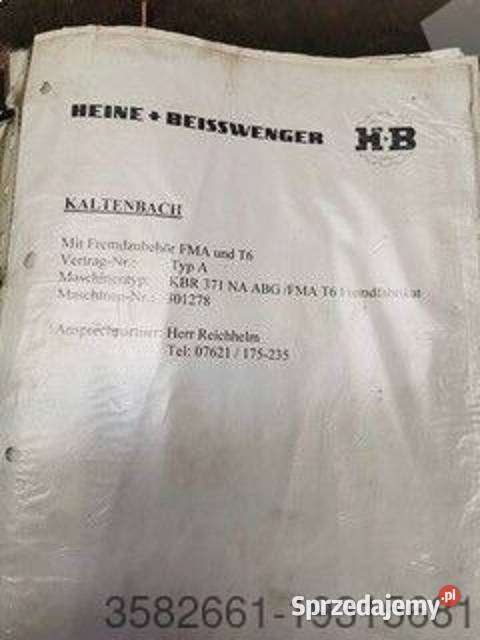 HEINE + BEISSWENGER H·B
KALTENBACH
Mit Fremdzubehör FMA und T6
Vertrag-Nr.: Typ A
Maschinentyp: KBR 371 NA ABG /FMA T6 Fremdfabrikat
Maschinen-Nr.: 301278
Ansprechpartner: Herr Reichhelm
Tel: 07621 / 175-235
Sprzedajemy.pl